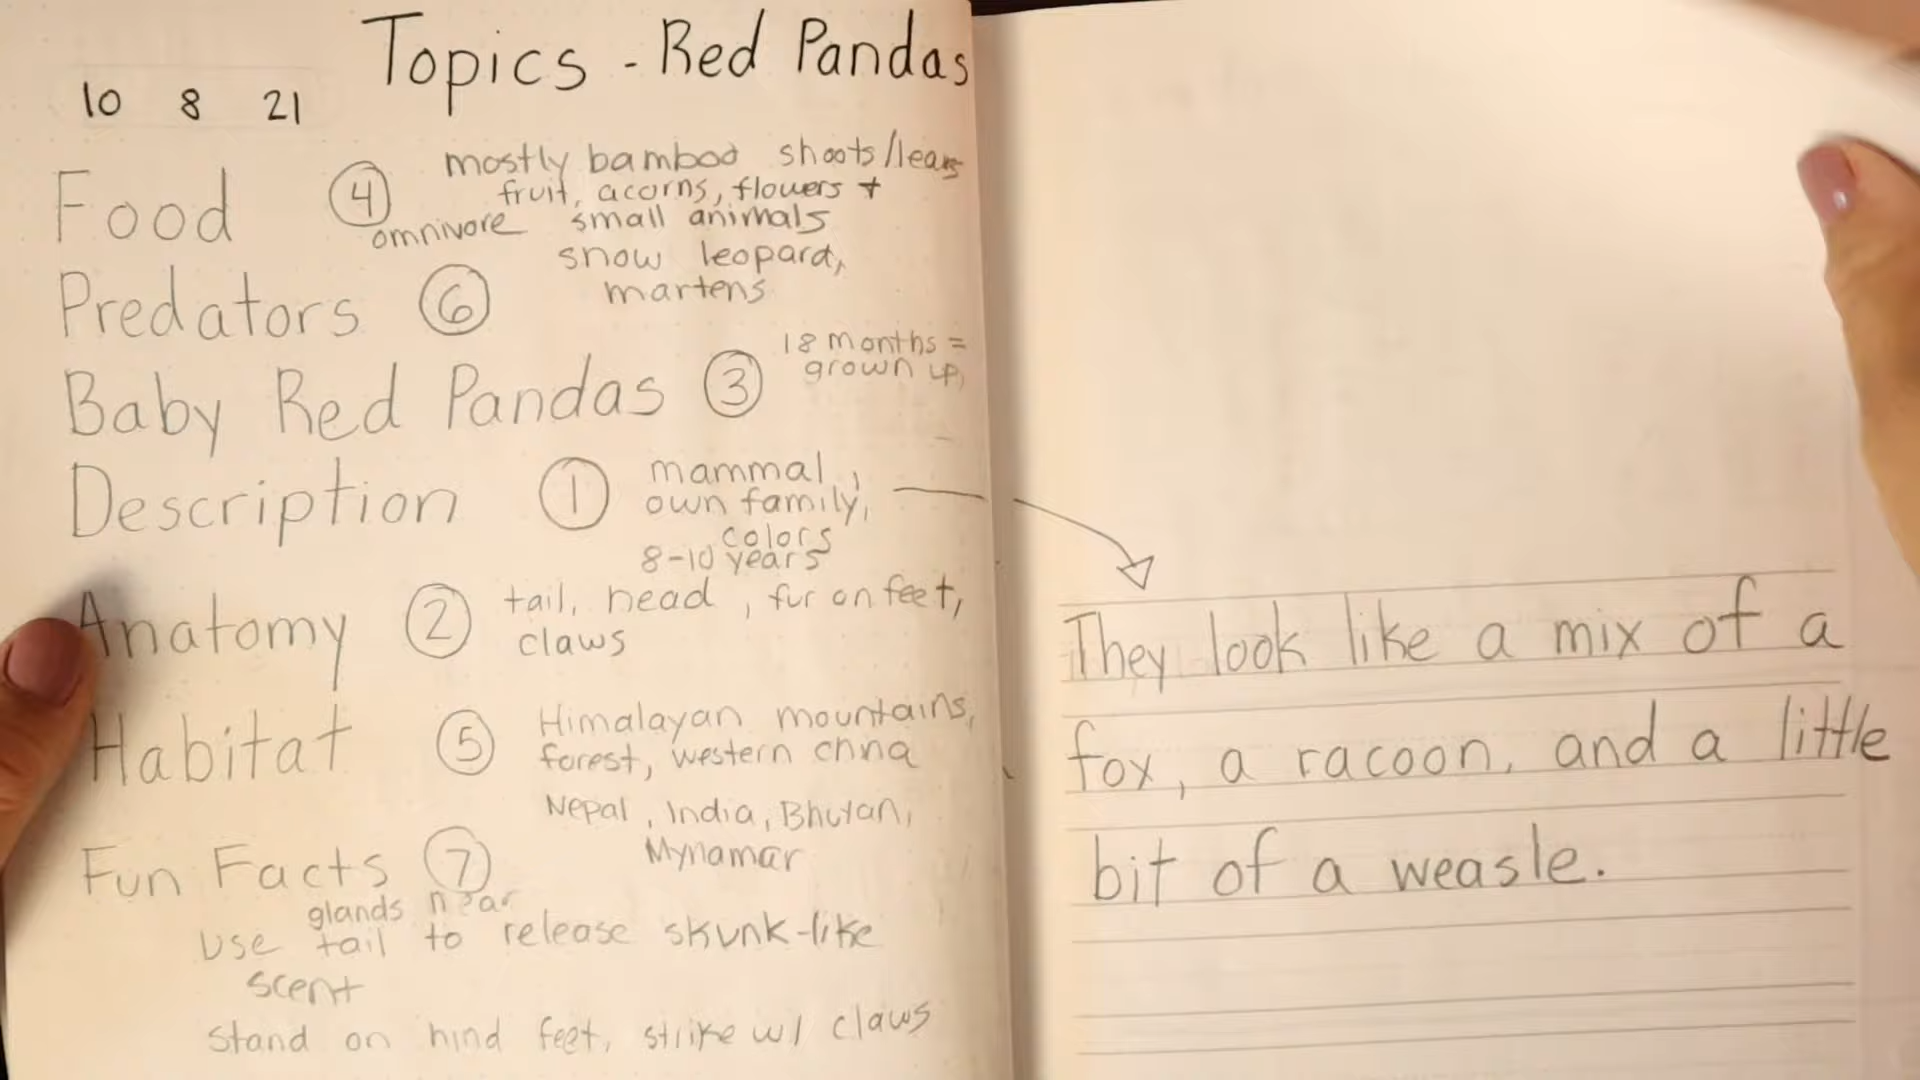 Topics - Red Pandas
10 8 21
mostly bamboo shoots/leaves
Food ④ fruit, acorns, flowers +
omnivore small animals
snow leopard,
Predators ⑥ martens
18 months =
grown up,
Baby Red Pandas ③
mammal,
Description ① own family,
colors
8-10 years
Anatomy ② tail, head, fur on feet,
claws
Habitat ⑤ Himalayan mountains,
forest, western chna
Nepal, India, Bhutan,
Mynamar
Fun Facts ⑦
glands near
use tail to release skunk-like
scent
stand on hind feet, strike w/ claws
They look like a mix of a
fox, a racoon, and a little
bit of a weasle.